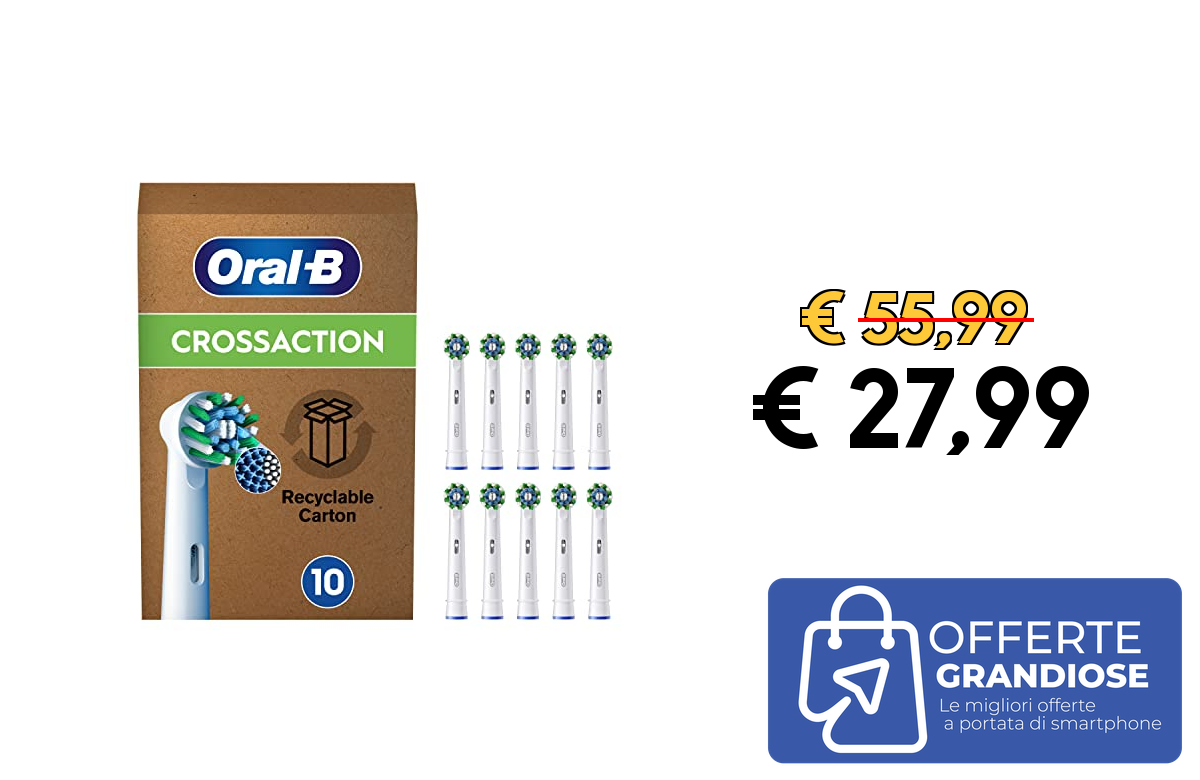 Oral-B
CROSSACTION
Recyclable
Carton
10
€ 55,99
€ 27,99
OFFERTE
GRANDIOSE
Le migliori offerte
a portata di smartphone